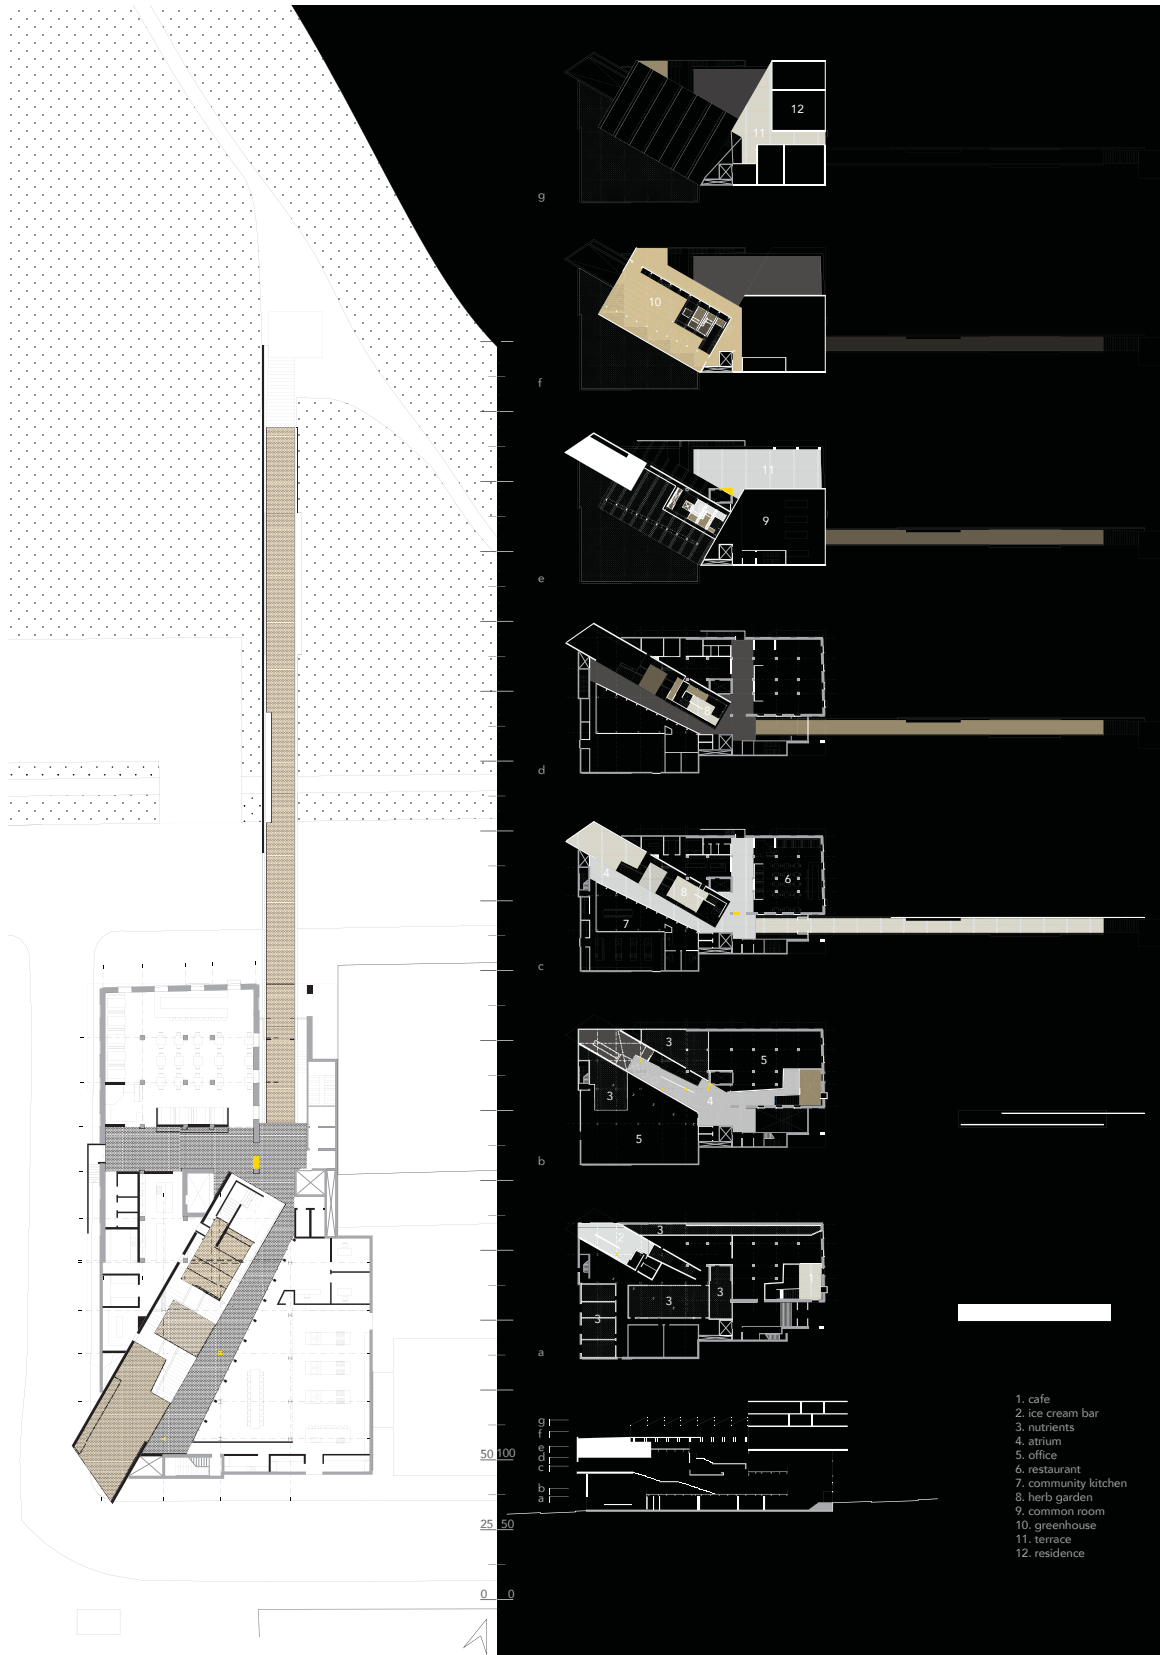 12
11
g
10
f
11
9
e
8
d
4
8
6
7
c
3
5
3
4
5
b
3
2
3
3
3
1
a
g
f
e
d
c
b
a
50 100
25 50
0 0
1. cafe
2. ice cream bar
3. nutrients
4. atrium
5. office
6. restaurant
7. community kitchen
8. herb garden
9. common room
10. greenhouse
11. terrace
12. residence